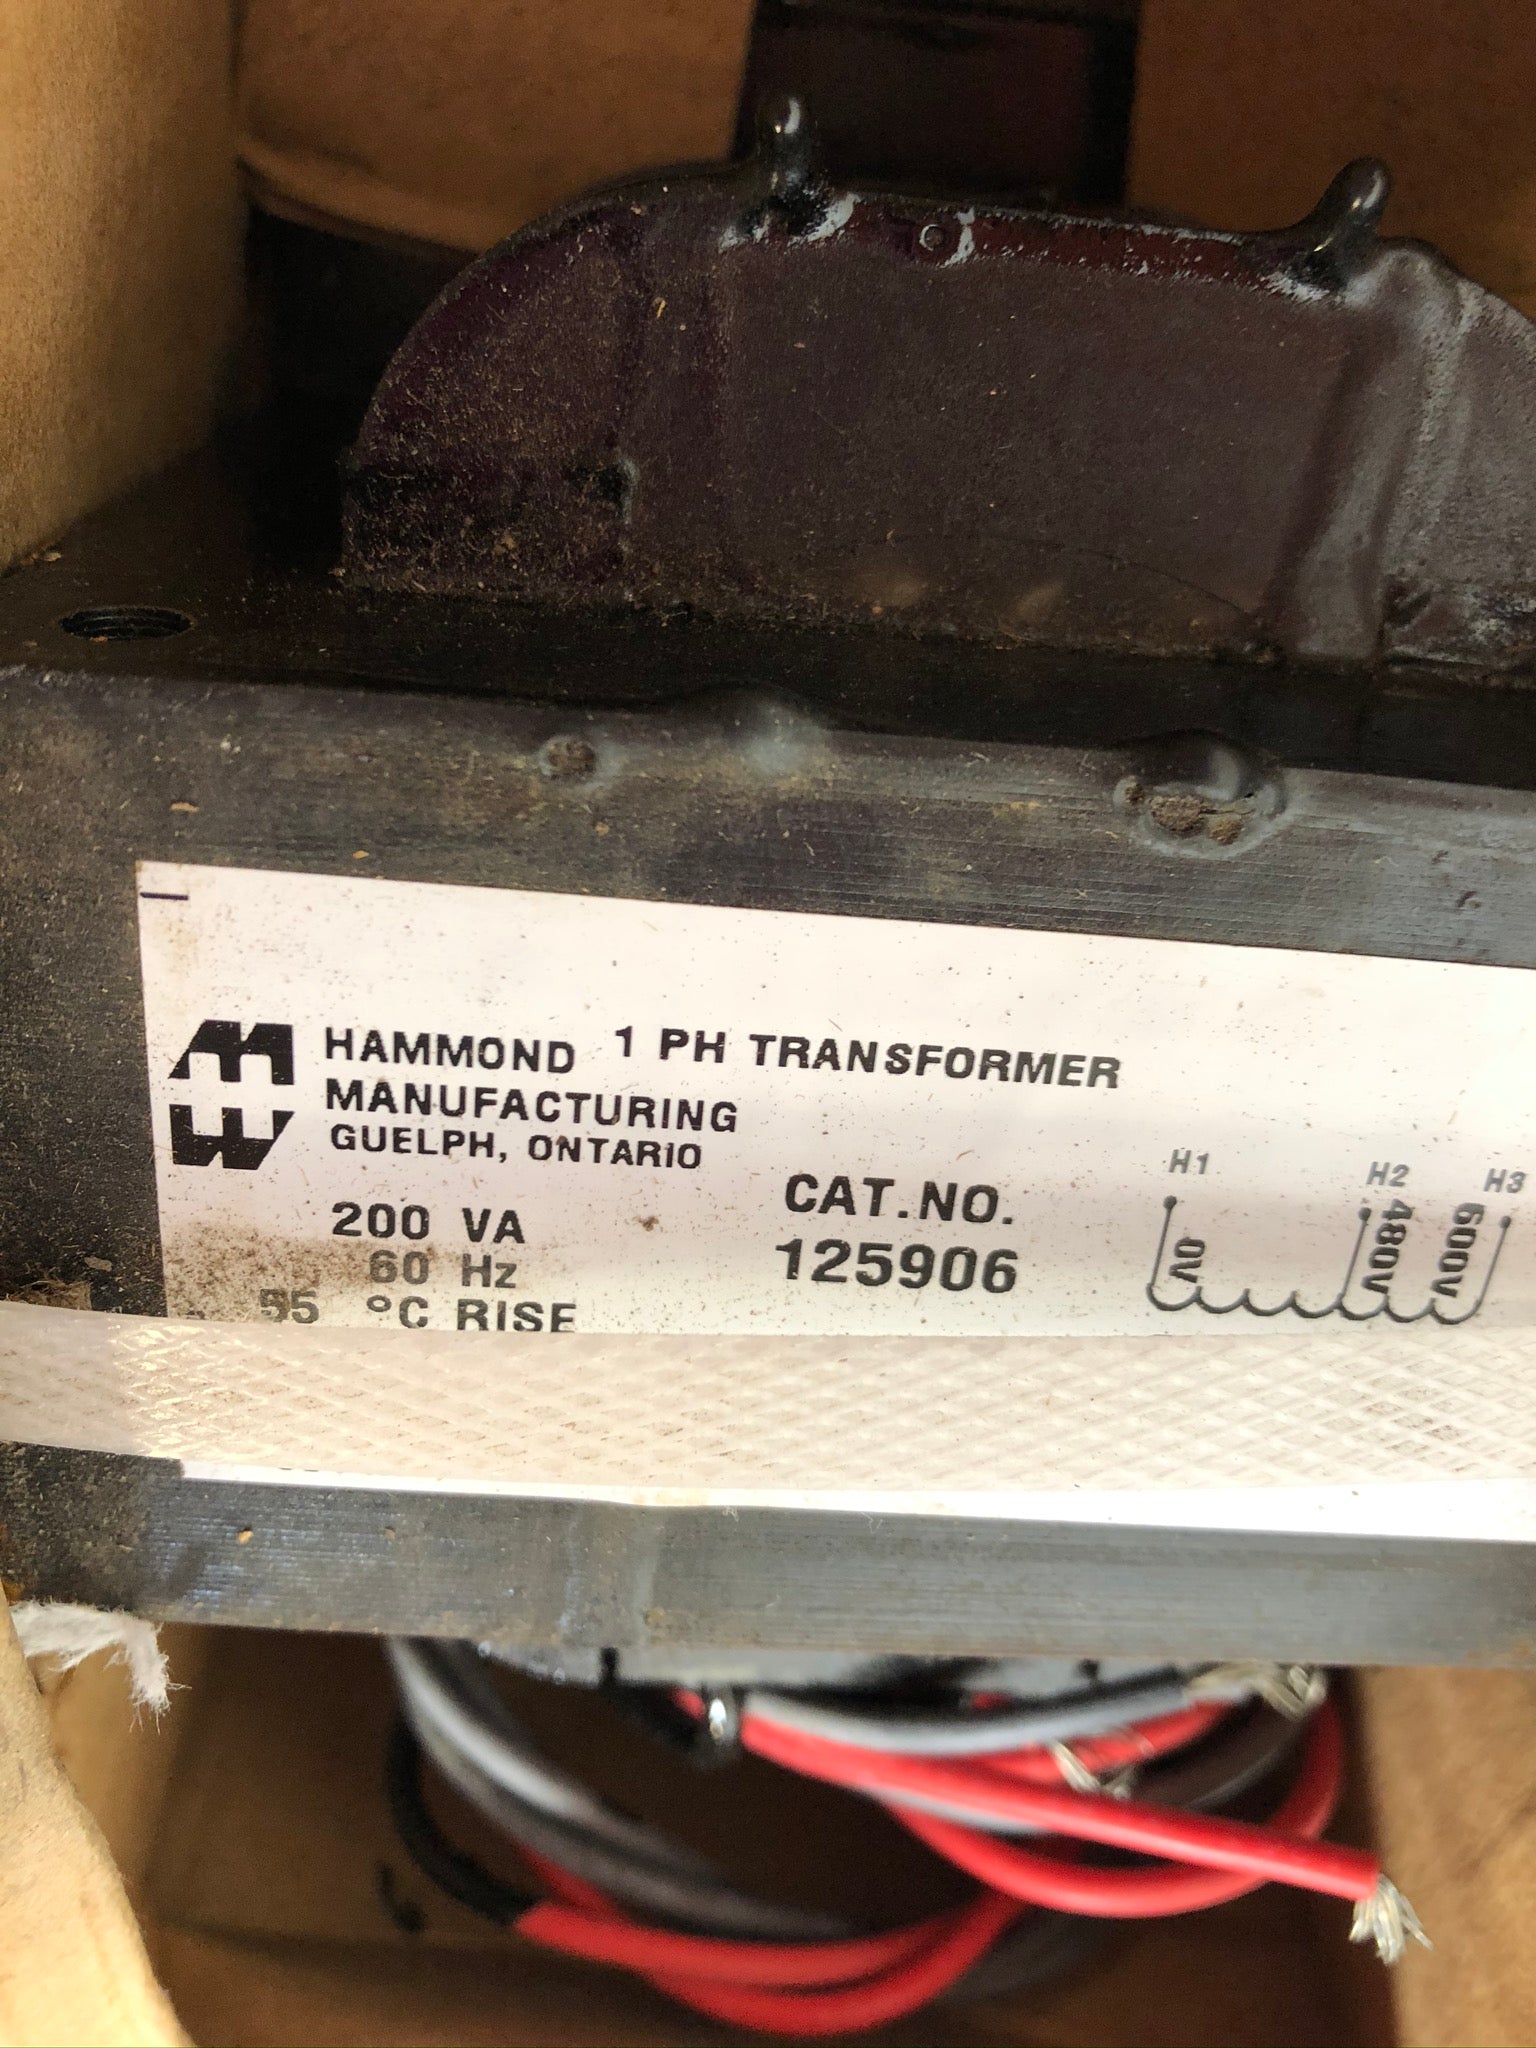 HAMMOND 1 PH TRANSFORMER
MANUFACTURING
GUELPH, ONTARIO
200 VA
60 Hz
55 °C RISE
CAT.NO.
125906
H1 H2 H3
0V 480V 600V